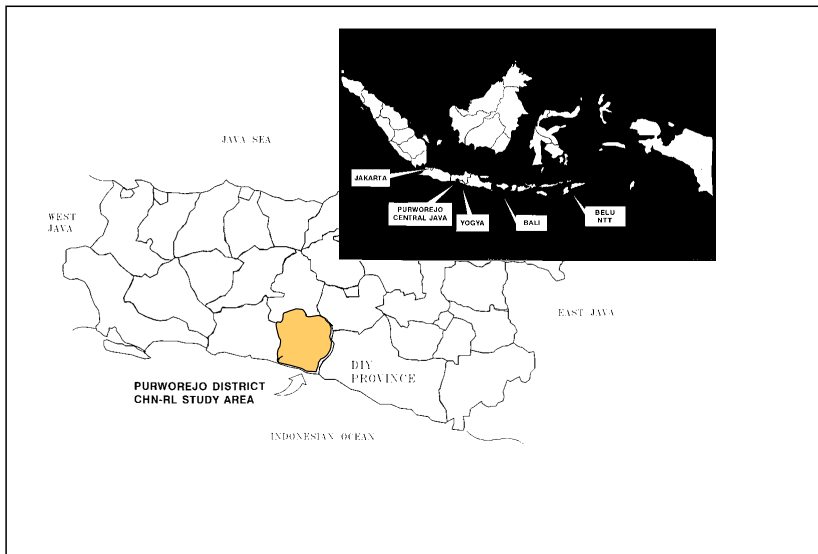 JAVA SEA
JAKARTA
PURWOREJO
CENTRAL JAVA
YOGYA
BALI
BELU
NTT
WEST
JAVA
EAST JAVA
DIY
PROVINCE
PURWOREJO DISTRICT
CHN-RL STUDY AREA
INDONESIAN OCEAN